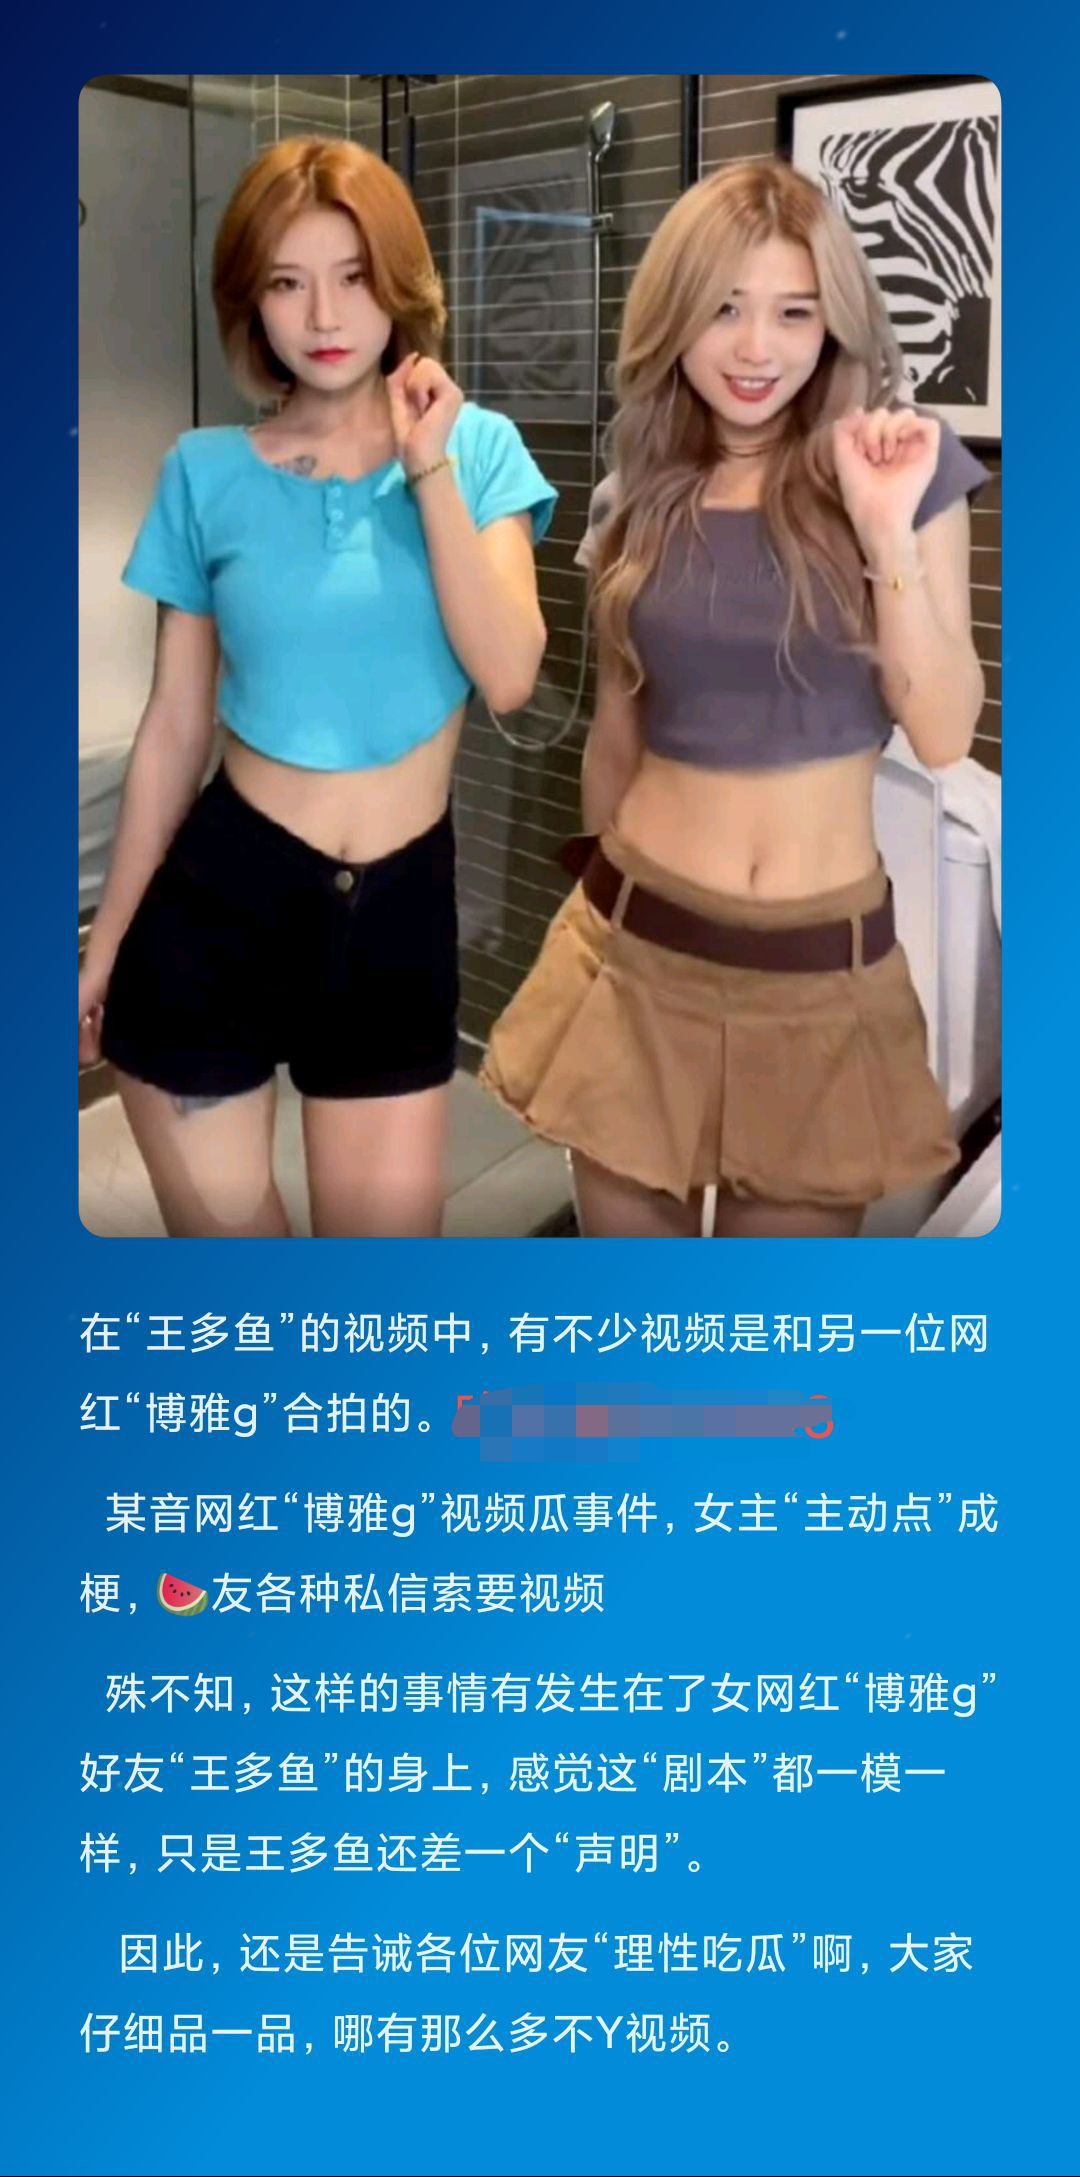 在“王多鱼”的视频中，有不少视频是和另一位网
红“博雅g”合拍的。
某音网红“博雅g”视频瓜事件，女主“主动点”成
梗，🍉友各种私信索要视频
殊不知，这样的事情有发生在了女网红“博雅g”
好友“王多鱼”的身上，感觉这“剧本”都一模一
样，只是王多鱼还差一个“声明”。
因此，还是告诫各位网友“理性吃瓜”啊，大家
仔细品一品，哪有那么多不Y视频。